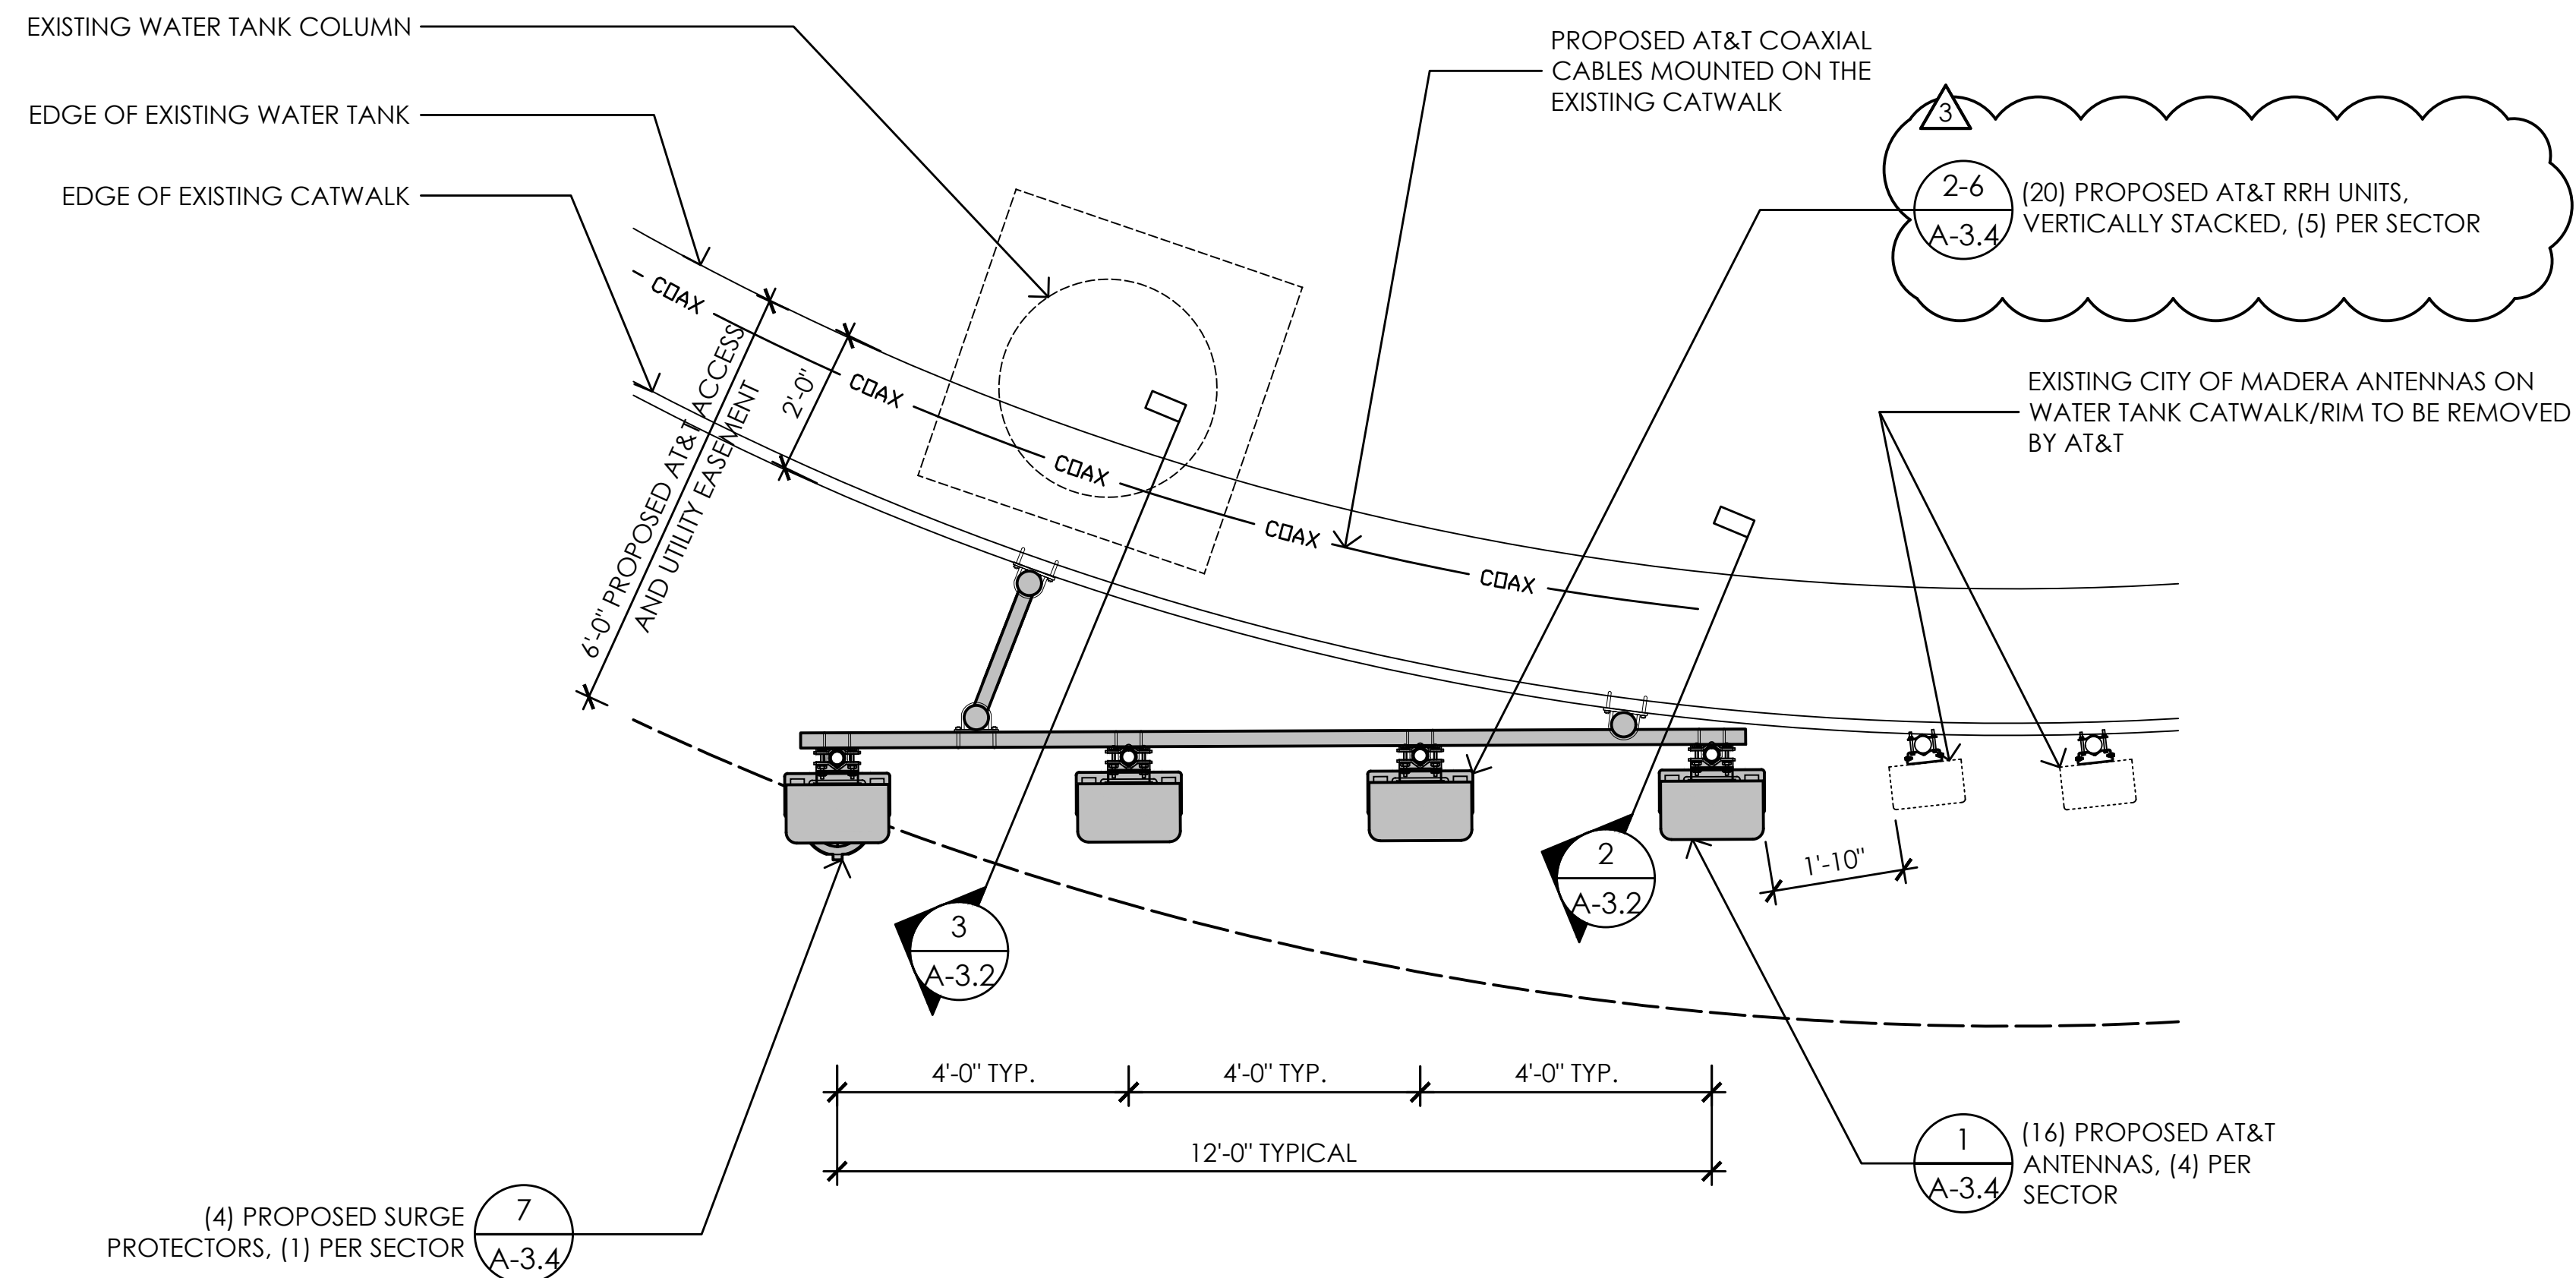 EXISTING WATER TANK COLUMN
EDGE OF EXISTING WATER TANK
EDGE OF EXISTING CATWALK
PROPOSED AT&T COAXIAL
CABLES MOUNTED ON THE
EXISTING CATWALK
3
2-6
A-3.4
(20) PROPOSED AT&T RRH UNITS,
VERTICALLY STACKED, (5) PER SECTOR
EXISTING CITY OF MADERA ANTENNAS ON
WATER TANK CATWALK/RIM TO BE REMOVED
BY AT&T
COAX
COAX
COAX
COAX
COAX
6'-0" PROPOSED AT&T ACCESS
AND UTILITY EASEMENT
2'-0"
3
A-3.2
2
A-3.2
1'-10"
4'-0" TYP.
4'-0" TYP.
4'-0" TYP.
12'-0" TYPICAL
1
A-3.4
(16) PROPOSED AT&T
ANTENNAS, (4) PER
SECTOR
(4) PROPOSED SURGE
PROTECTORS, (1) PER SECTOR
7
A-3.4